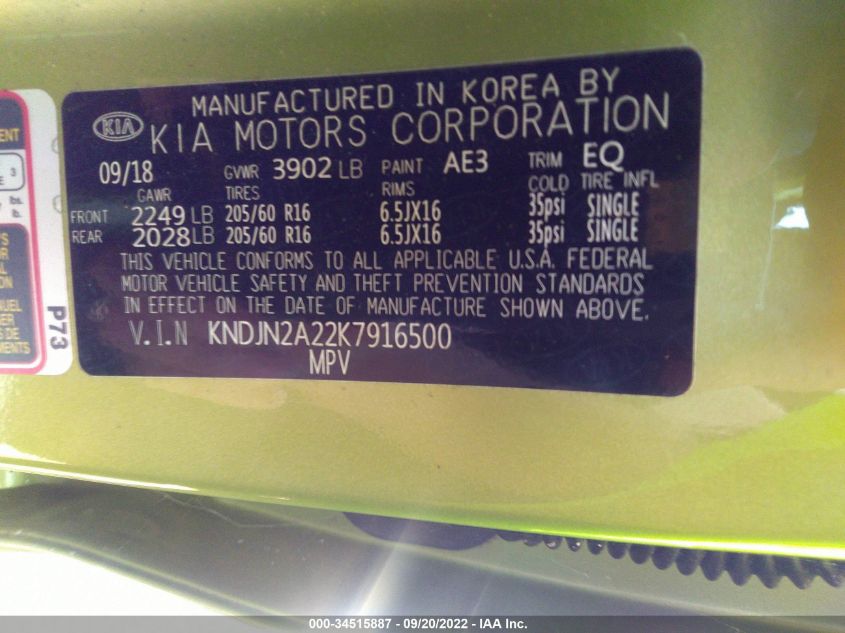 MANUFACTURED IN KOREA BY
KIA KIA MOTORS CORPORATION
09/18 GVWR 3902 LB PAINT AE3 TRIM EQ
GAWR TIRES RIMS COLD TIRE INFL
FRONT 2249 LB 205/60 R16 6.5JX16 35psi SINGLE
REAR 2028 LB 205/60 R16 6.5JX16 35psi SINGLE
THIS VEHICLE CONFORMS TO ALL APPLICABLE U.S.A. FEDERAL
MOTOR VEHICLE SAFETY AND THEFT PREVENTION STANDARDS
IN EFFECT ON THE DATE OF MANUFACTURE SHOWN ABOVE.
V.I.N KNDJN2A22K7916500
MPV
P73
000-34515887 - 09/20/2022 - IAA Inc.